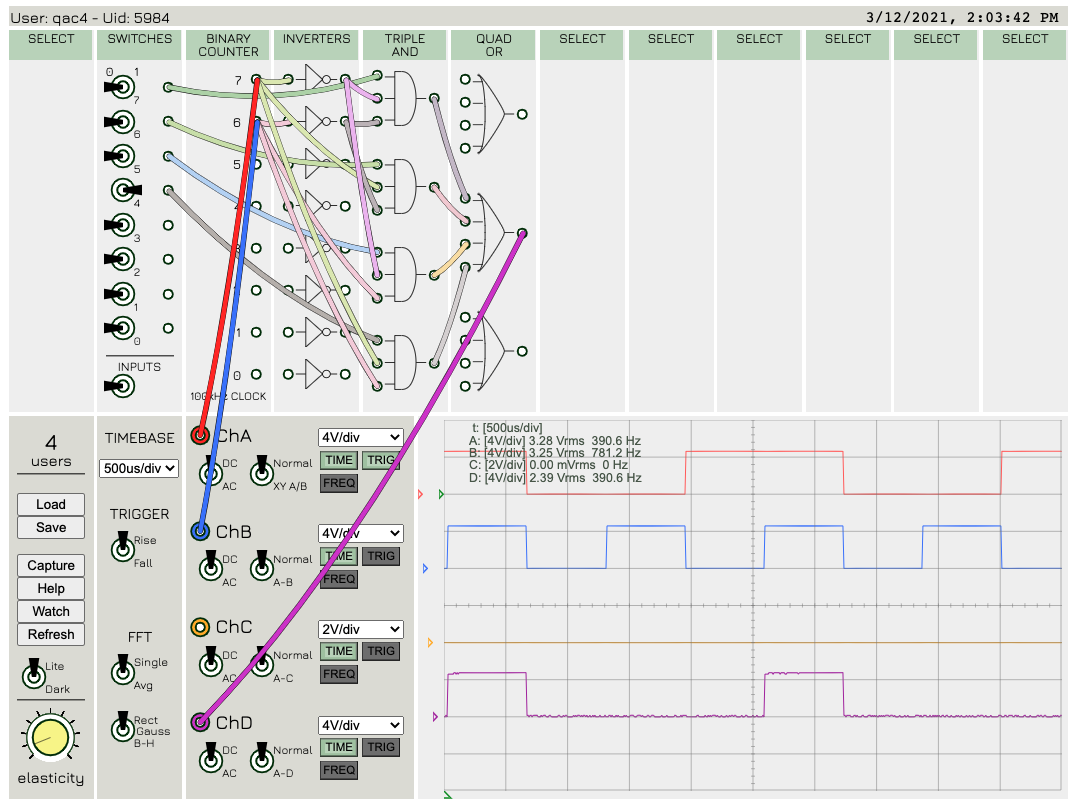 User: qac4 - Uid: 5984
3/12/2021, 2:03:42 PM
SELECT
SWITCHES
BINARY
COUNTER
INVERTERS
TRIPLE
AND
QUAD
OR
SELECT
SELECT
SELECT
SELECT
SELECT
SELECT
0 1
7
6
5
4
3
2
1
0
INPUTS
7
6
5
1
0
100kHz CLOCK
4
users
Load
Save
Capture
Help
Watch
Refresh
Lite
Dark
elasticity
TIMEBASE
500us/div
TRIGGER
Rise
Fall
FFT
Single
Avg
Rect
Gauss
B-H
ChA
4V/div
DC
AC
Normal
XY A/B
TIME
TRIG
FREQ
ChB
4V/div
DC
AC
Normal
A-B
TIME
TRIG
FREQ
ChC
2V/div
DC
AC
Normal
A-C
TIME
TRIG
FREQ
ChD
4V/div
DC
AC
Normal
A-D
TIME
TRIG
FREQ
t: [500us/div]
A: [4V/div] 3.28 Vrms 390.6 Hz
B: [4V/div] 3.25 Vrms 781.2 Hz
C: [2V/div] 0.00 mVrms 0 Hz
D: [4V/div] 2.39 Vrms 390.6 Hz